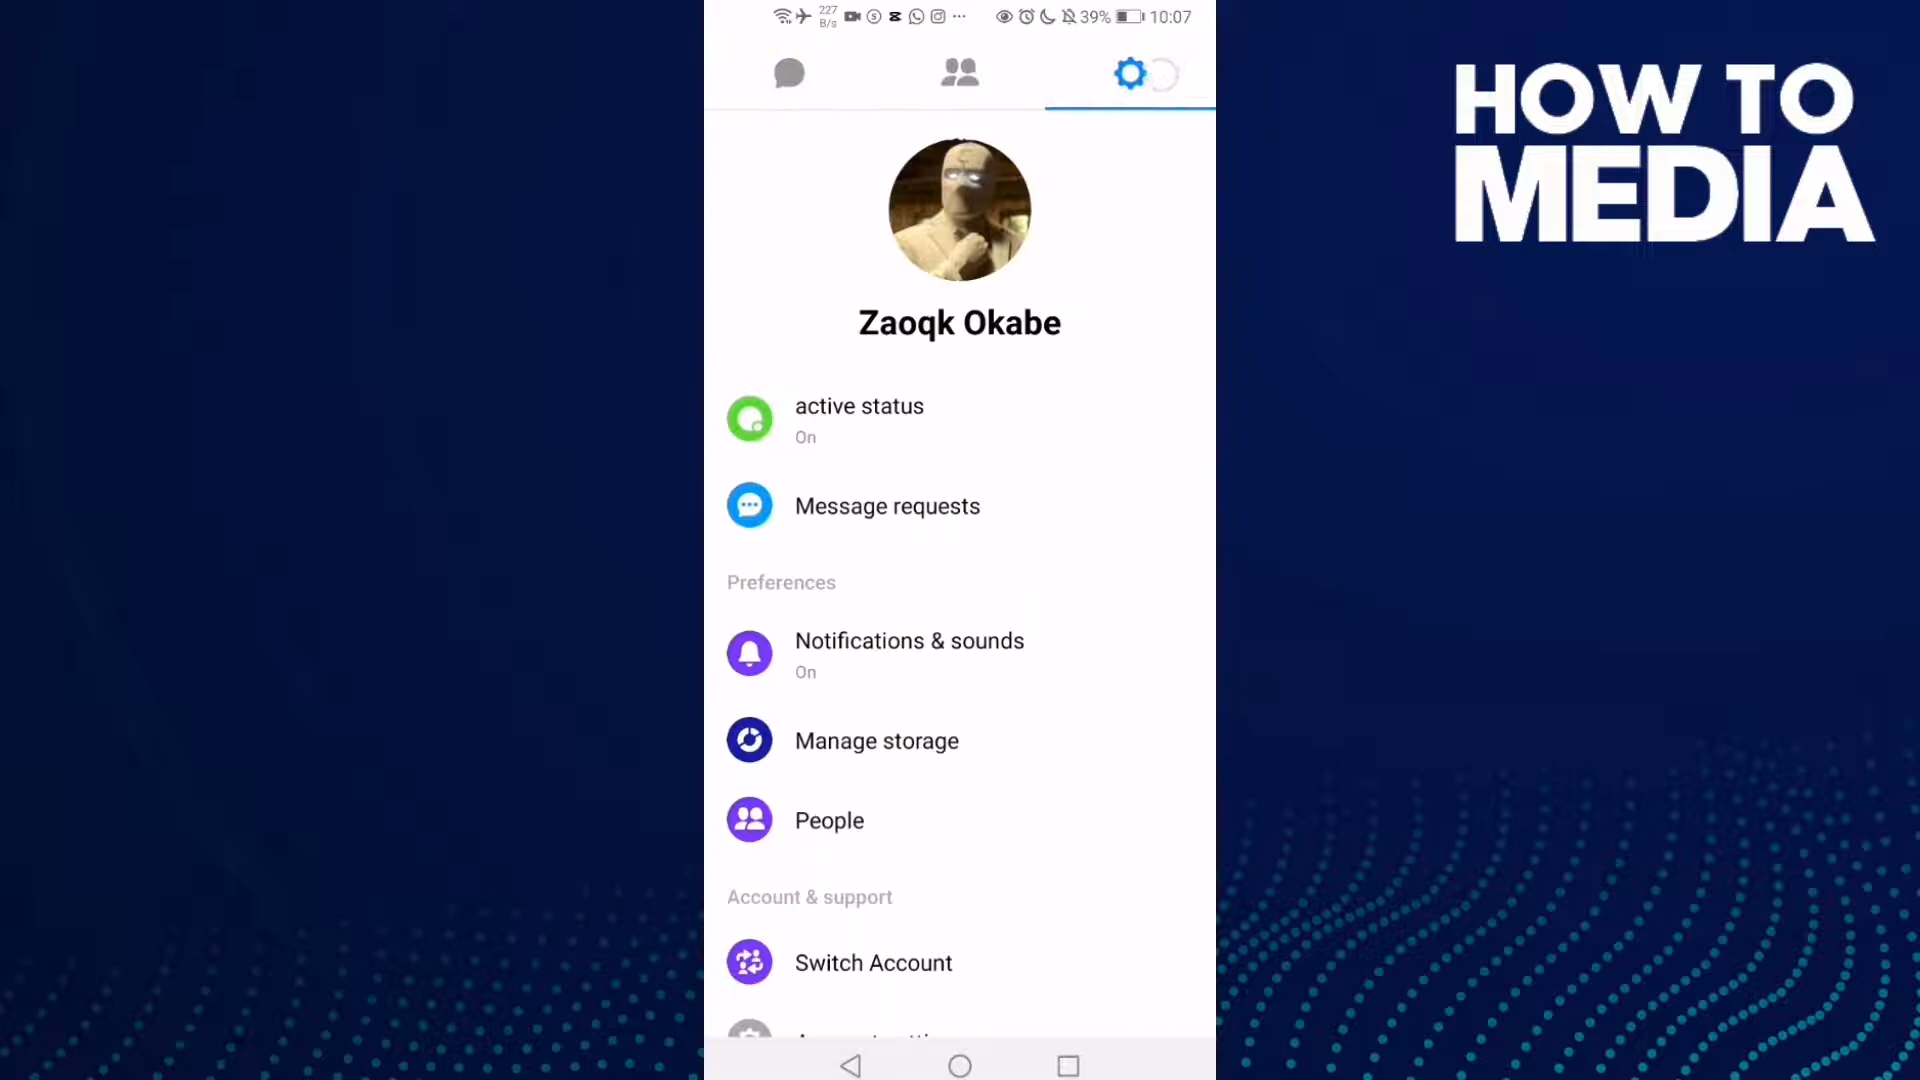 227
B/s
39%
10:07
HOW TO
MEDIA
Zaoqk Okabe
active status
On
Message requests
Preferences
Notifications & sounds
On
Manage storage
People
Account & support
Switch Account